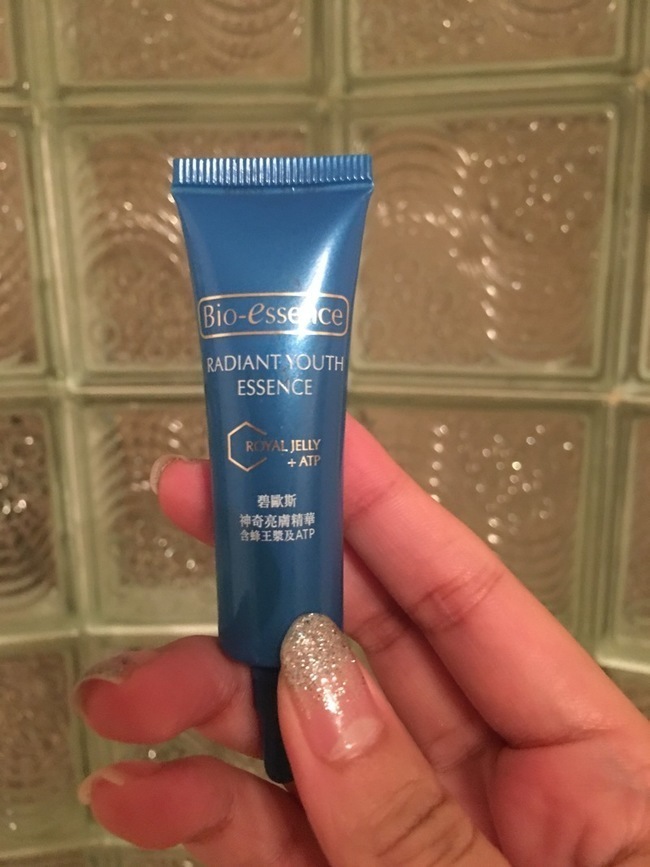 Bio-essence
RADIANT YOUTH
ESSENCE
ROYAL JELLY
+ ATP
碧歐斯
神奇亮膚精華
含蜂王漿及ATP